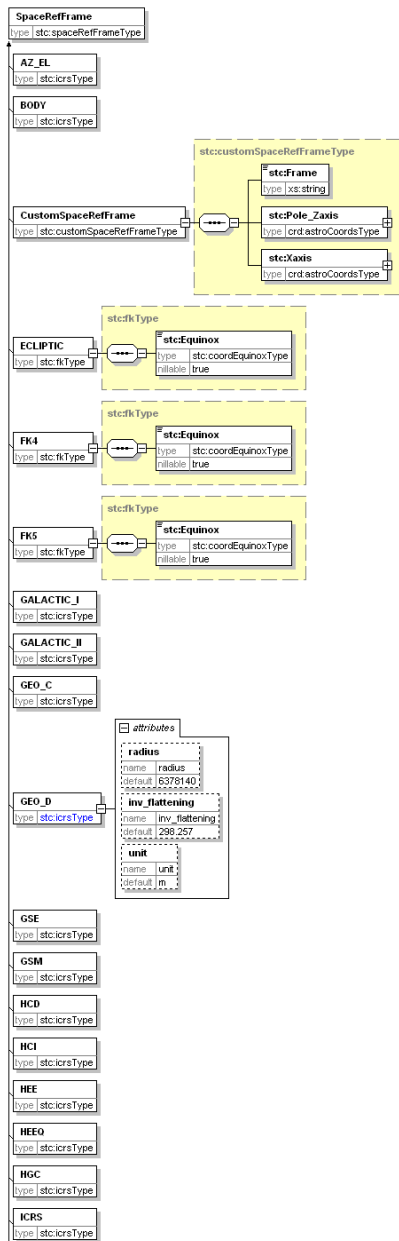 SpaceRefFrame
type stc:spaceRefFrameType
AZ_EL
type stc:icrsType
BODY
type stc:icrsType
stc:customSpaceRefFrameType
stc:Frame
type xs:string
CustomSpaceRefFrame
type stc:customSpaceRefFrameType
stc:Pole_Zaxis
type crd:astroCoordsType
stc:Xaxis
type crd:astroCoordsType
stc:fkType
ECLIPTIC
type stc:fkType
stc:Equinox
type stc:coordEquinoxType
nillable true
stc:fkType
FK4
type stc:fkType
stc:Equinox
type stc:coordEquinoxType
nillable true
stc:fkType
FK5
type stc:fkType
stc:Equinox
type stc:coordEquinoxType
nillable true
GALACTIC_I
type stc:icrsType
GALACTIC_II
type stc:icrsType
GEO_C
type stc:icrsType
attributes
radius
name radius
default 6378140
GEO_D
type stc:icrsType
inv_flattening
name inv_flattening
default 298.257
unit
name unit
default m
GSE
type stc:icrsType
GSM
type stc:icrsType
HCD
type stc:icrsType
HCI
type stc:icrsType
HEE
type stc:icrsType
HEEQ
type stc:icrsType
HGC
type stc:icrsType
ICRS
type stc:icrsType